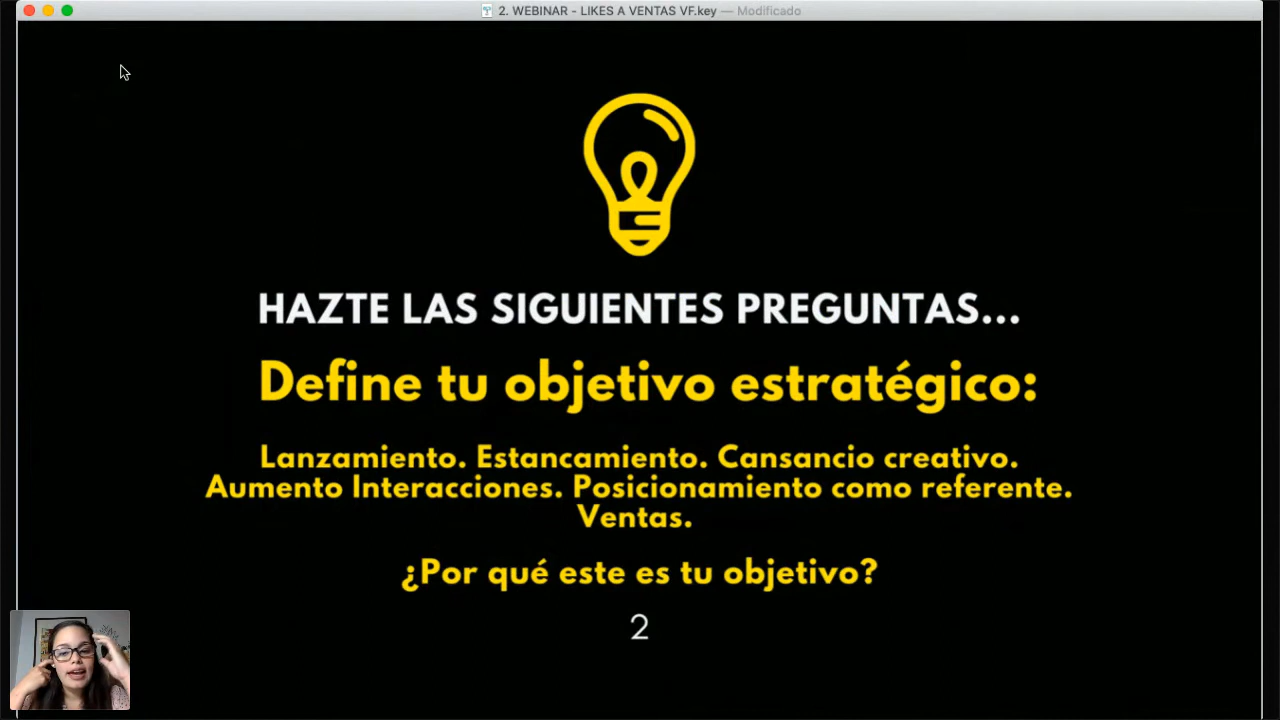 2. WEBINAR - LIKES A VENTAS VF.key — Modificado
HAZTE LAS SIGUIENTES PREGUNTAS...
Define tu objetivo estratégico:
Lanzamiento. Estancamiento. Cansancio creativo.
Aumento Interacciones. Posicionamiento como referente.
Ventas.
¿Por qué este es tu objetivo?
2